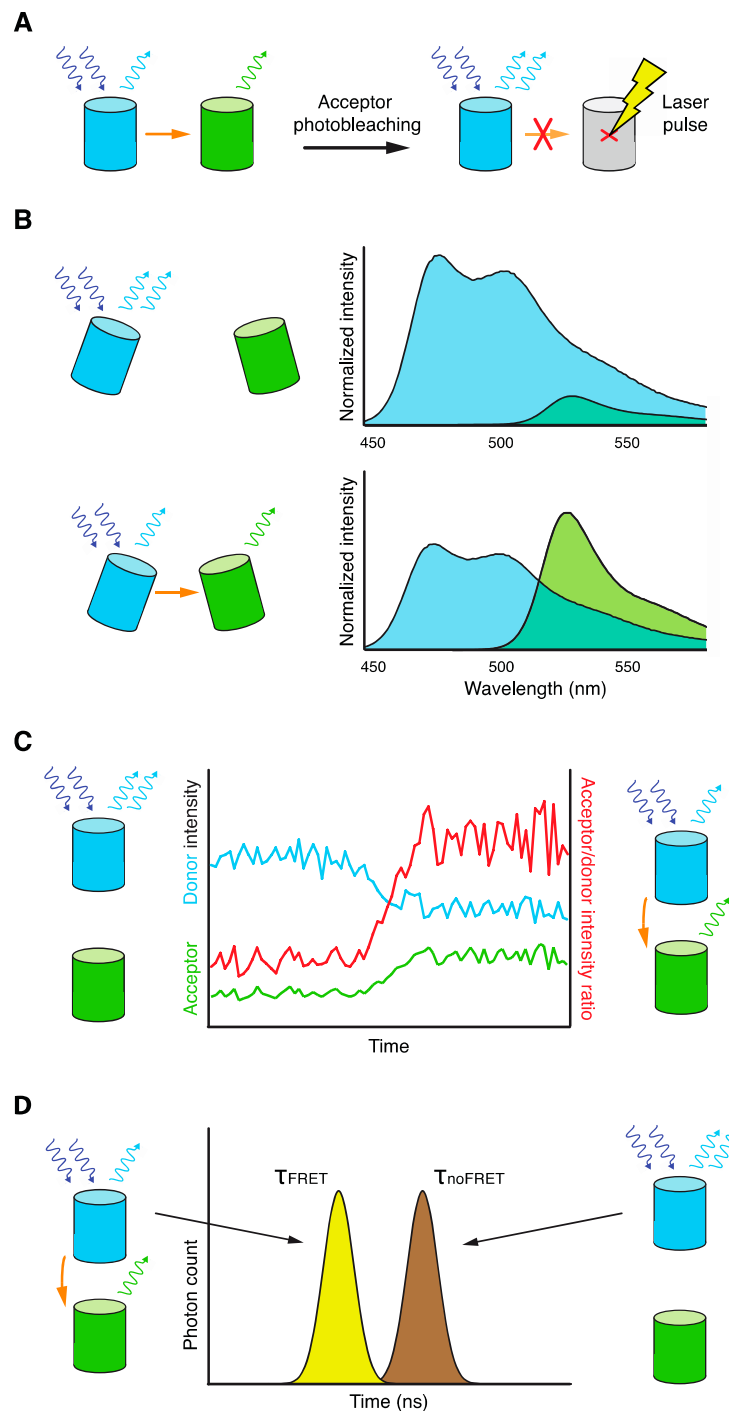 A
Acceptor
photobleaching
Laser
pulse
B
Normalized intensity
450
500
550
Normalized intensity
450
500
550
Wavelength (nm)
C
Donor intensity
Acceptor
Acceptor/donor intensity ratio
Time
D
τFRET
τnoFRET
Photon count
Time (ns)